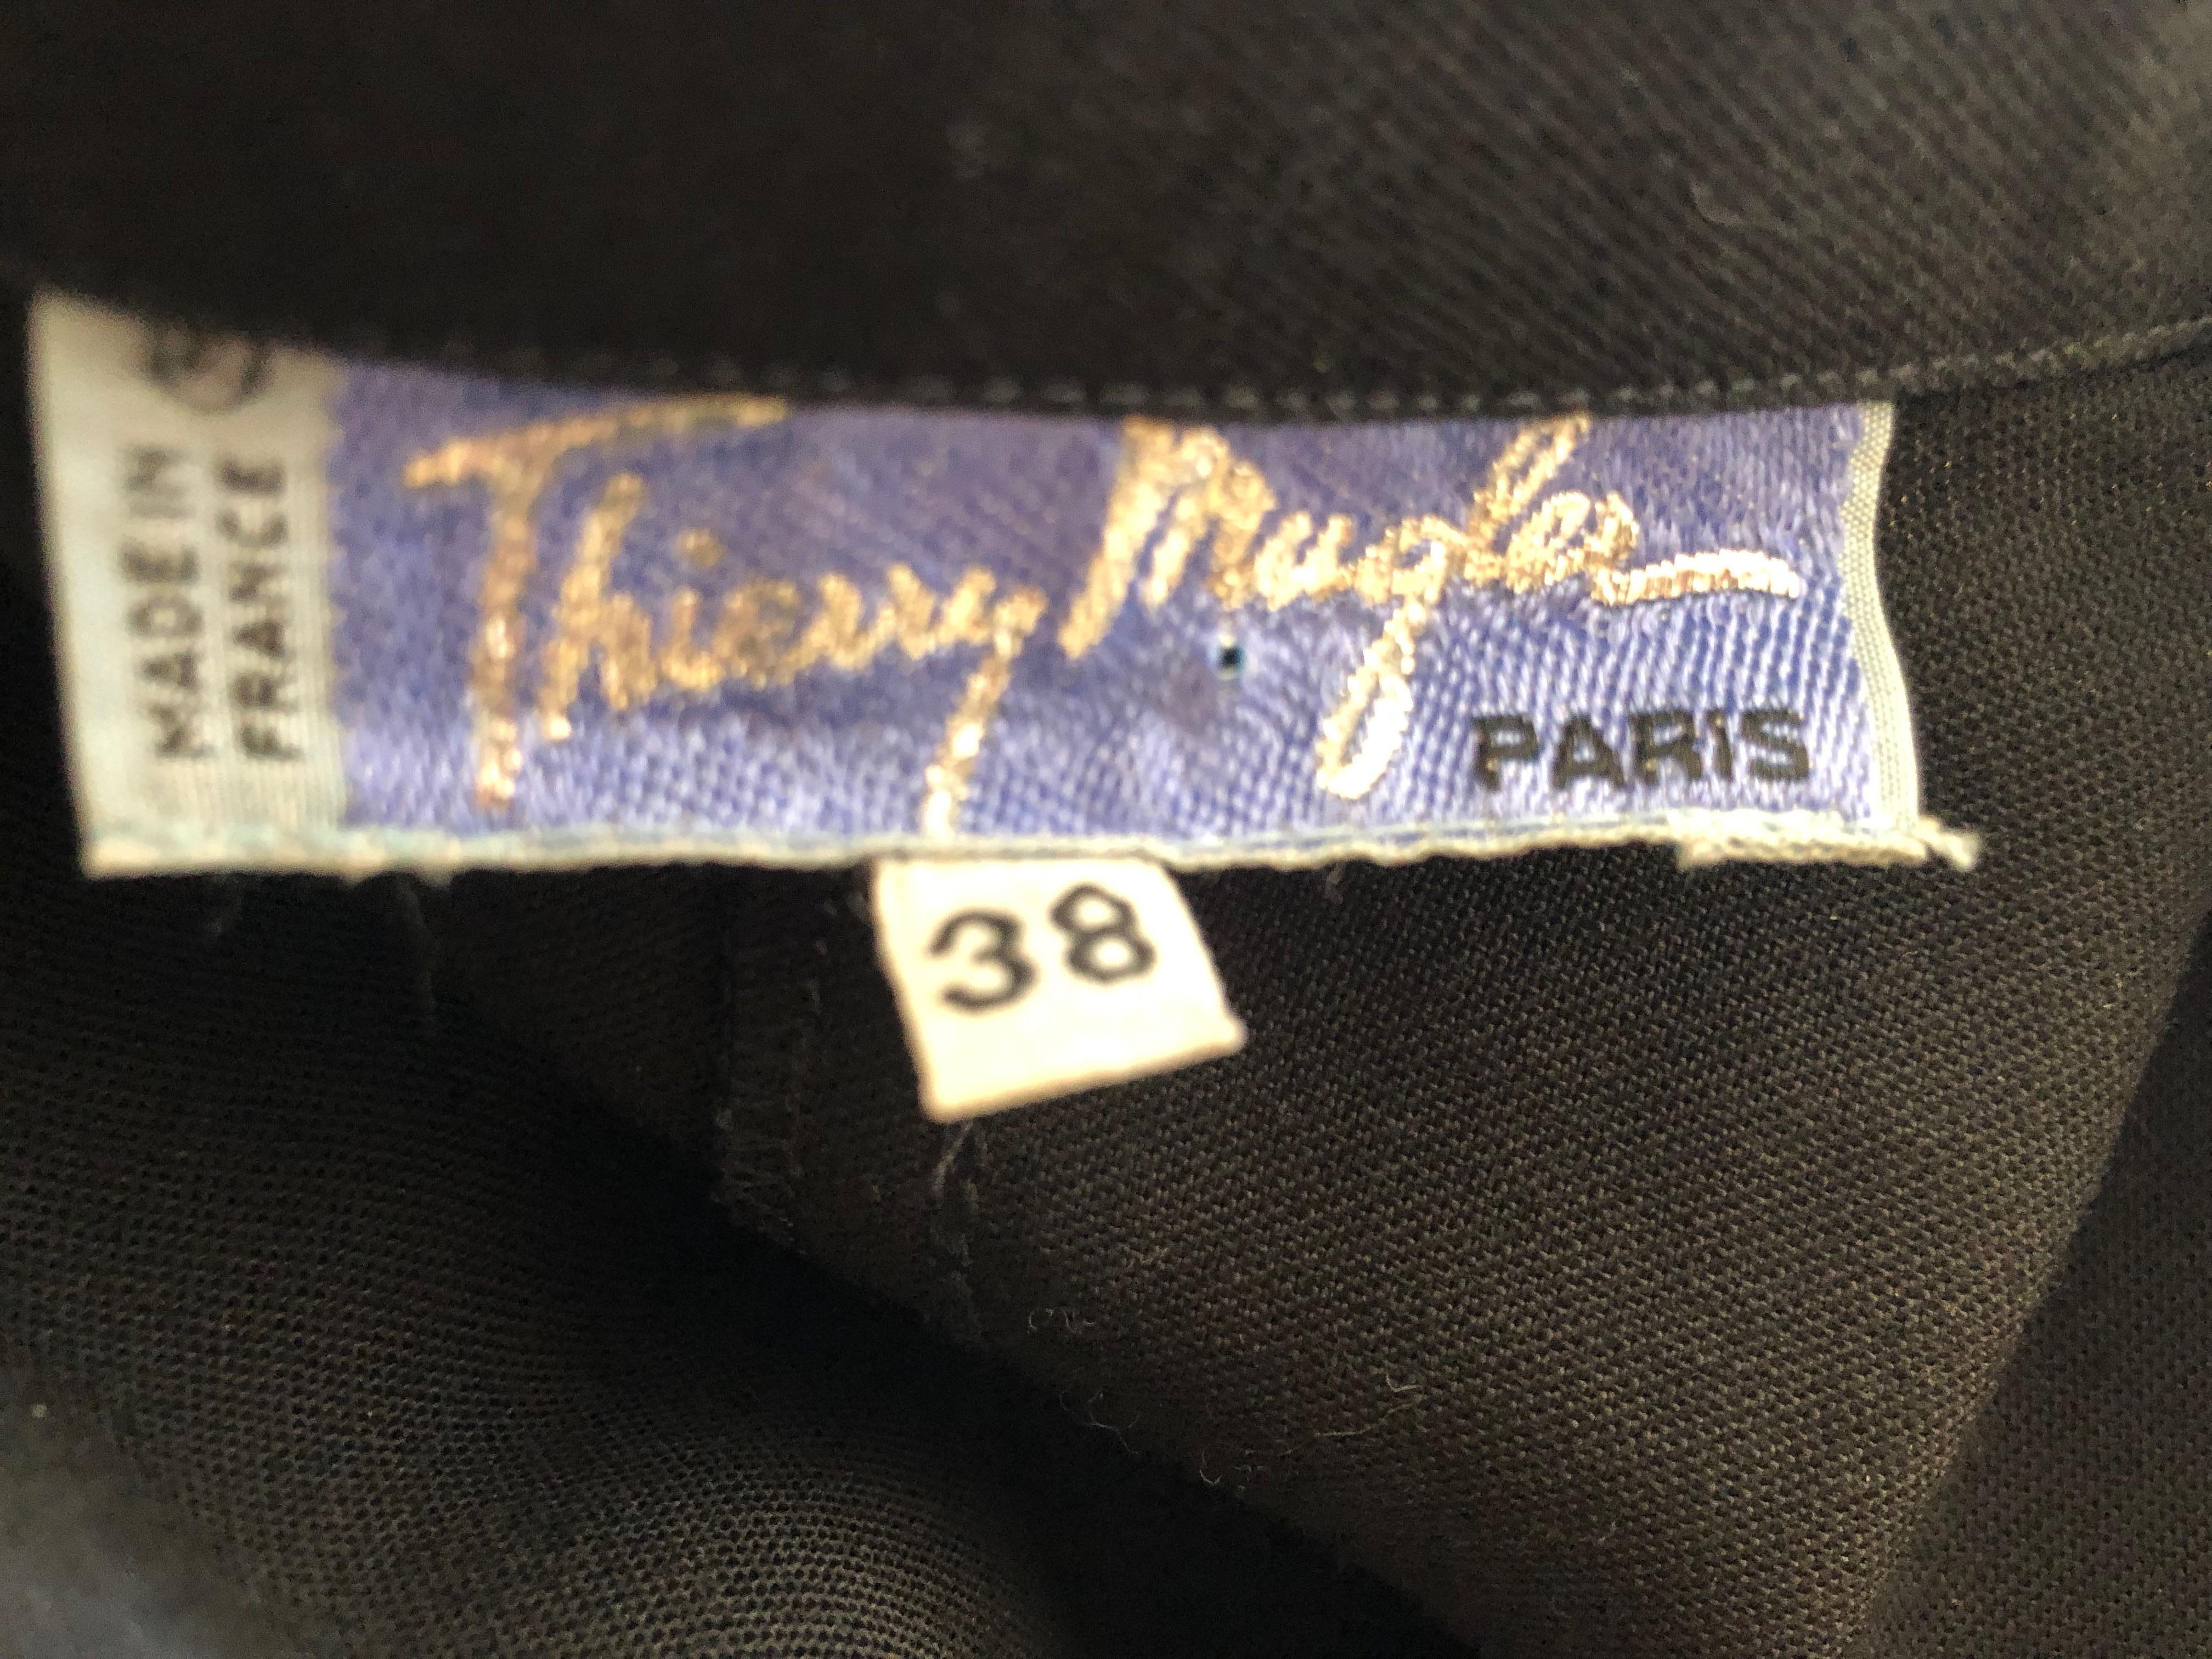 MADE IN
FRANCE
Thierry Mugler
PARIS
38